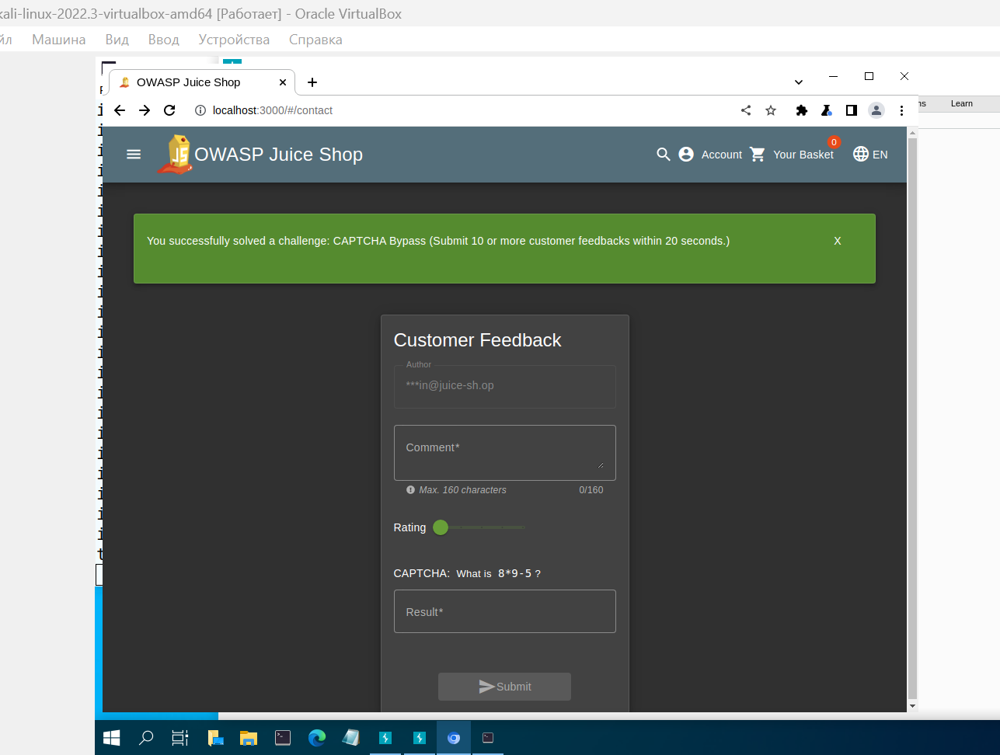 kali-linux-2022.3-virtualbox-amd64 [Работает] - Oracle VirtualBox
Машина Вид Ввод Устройства Справка
OWASP Juice Shop
localhost:3000/#/contact
Learn
OWASP Juice Shop
Account
Your Basket
0
EN
You successfully solved a challenge: CAPTCHA Bypass (Submit 10 or more customer feedbacks within 20 seconds.)
X
Customer Feedback
Author
***in@juice-sh.op
Comment*
Max. 160 characters
0/160
Rating
CAPTCHA: What is 8*9-5 ?
Result*
Submit